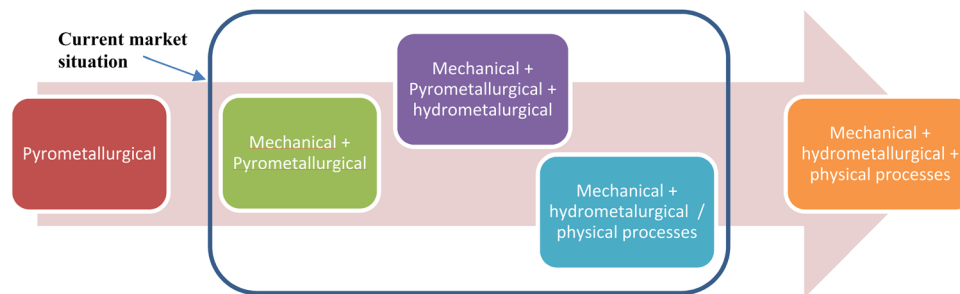 Current market
situation
Pyrometallurgical
Mechanical +
Pyrometallurgical
Mechanical +
Pyrometallurgical +
hydrometalurgical
Mechanical +
hydrometalurgical /
physical processes
Mechanical +
hydrometallurgical +
physical processes